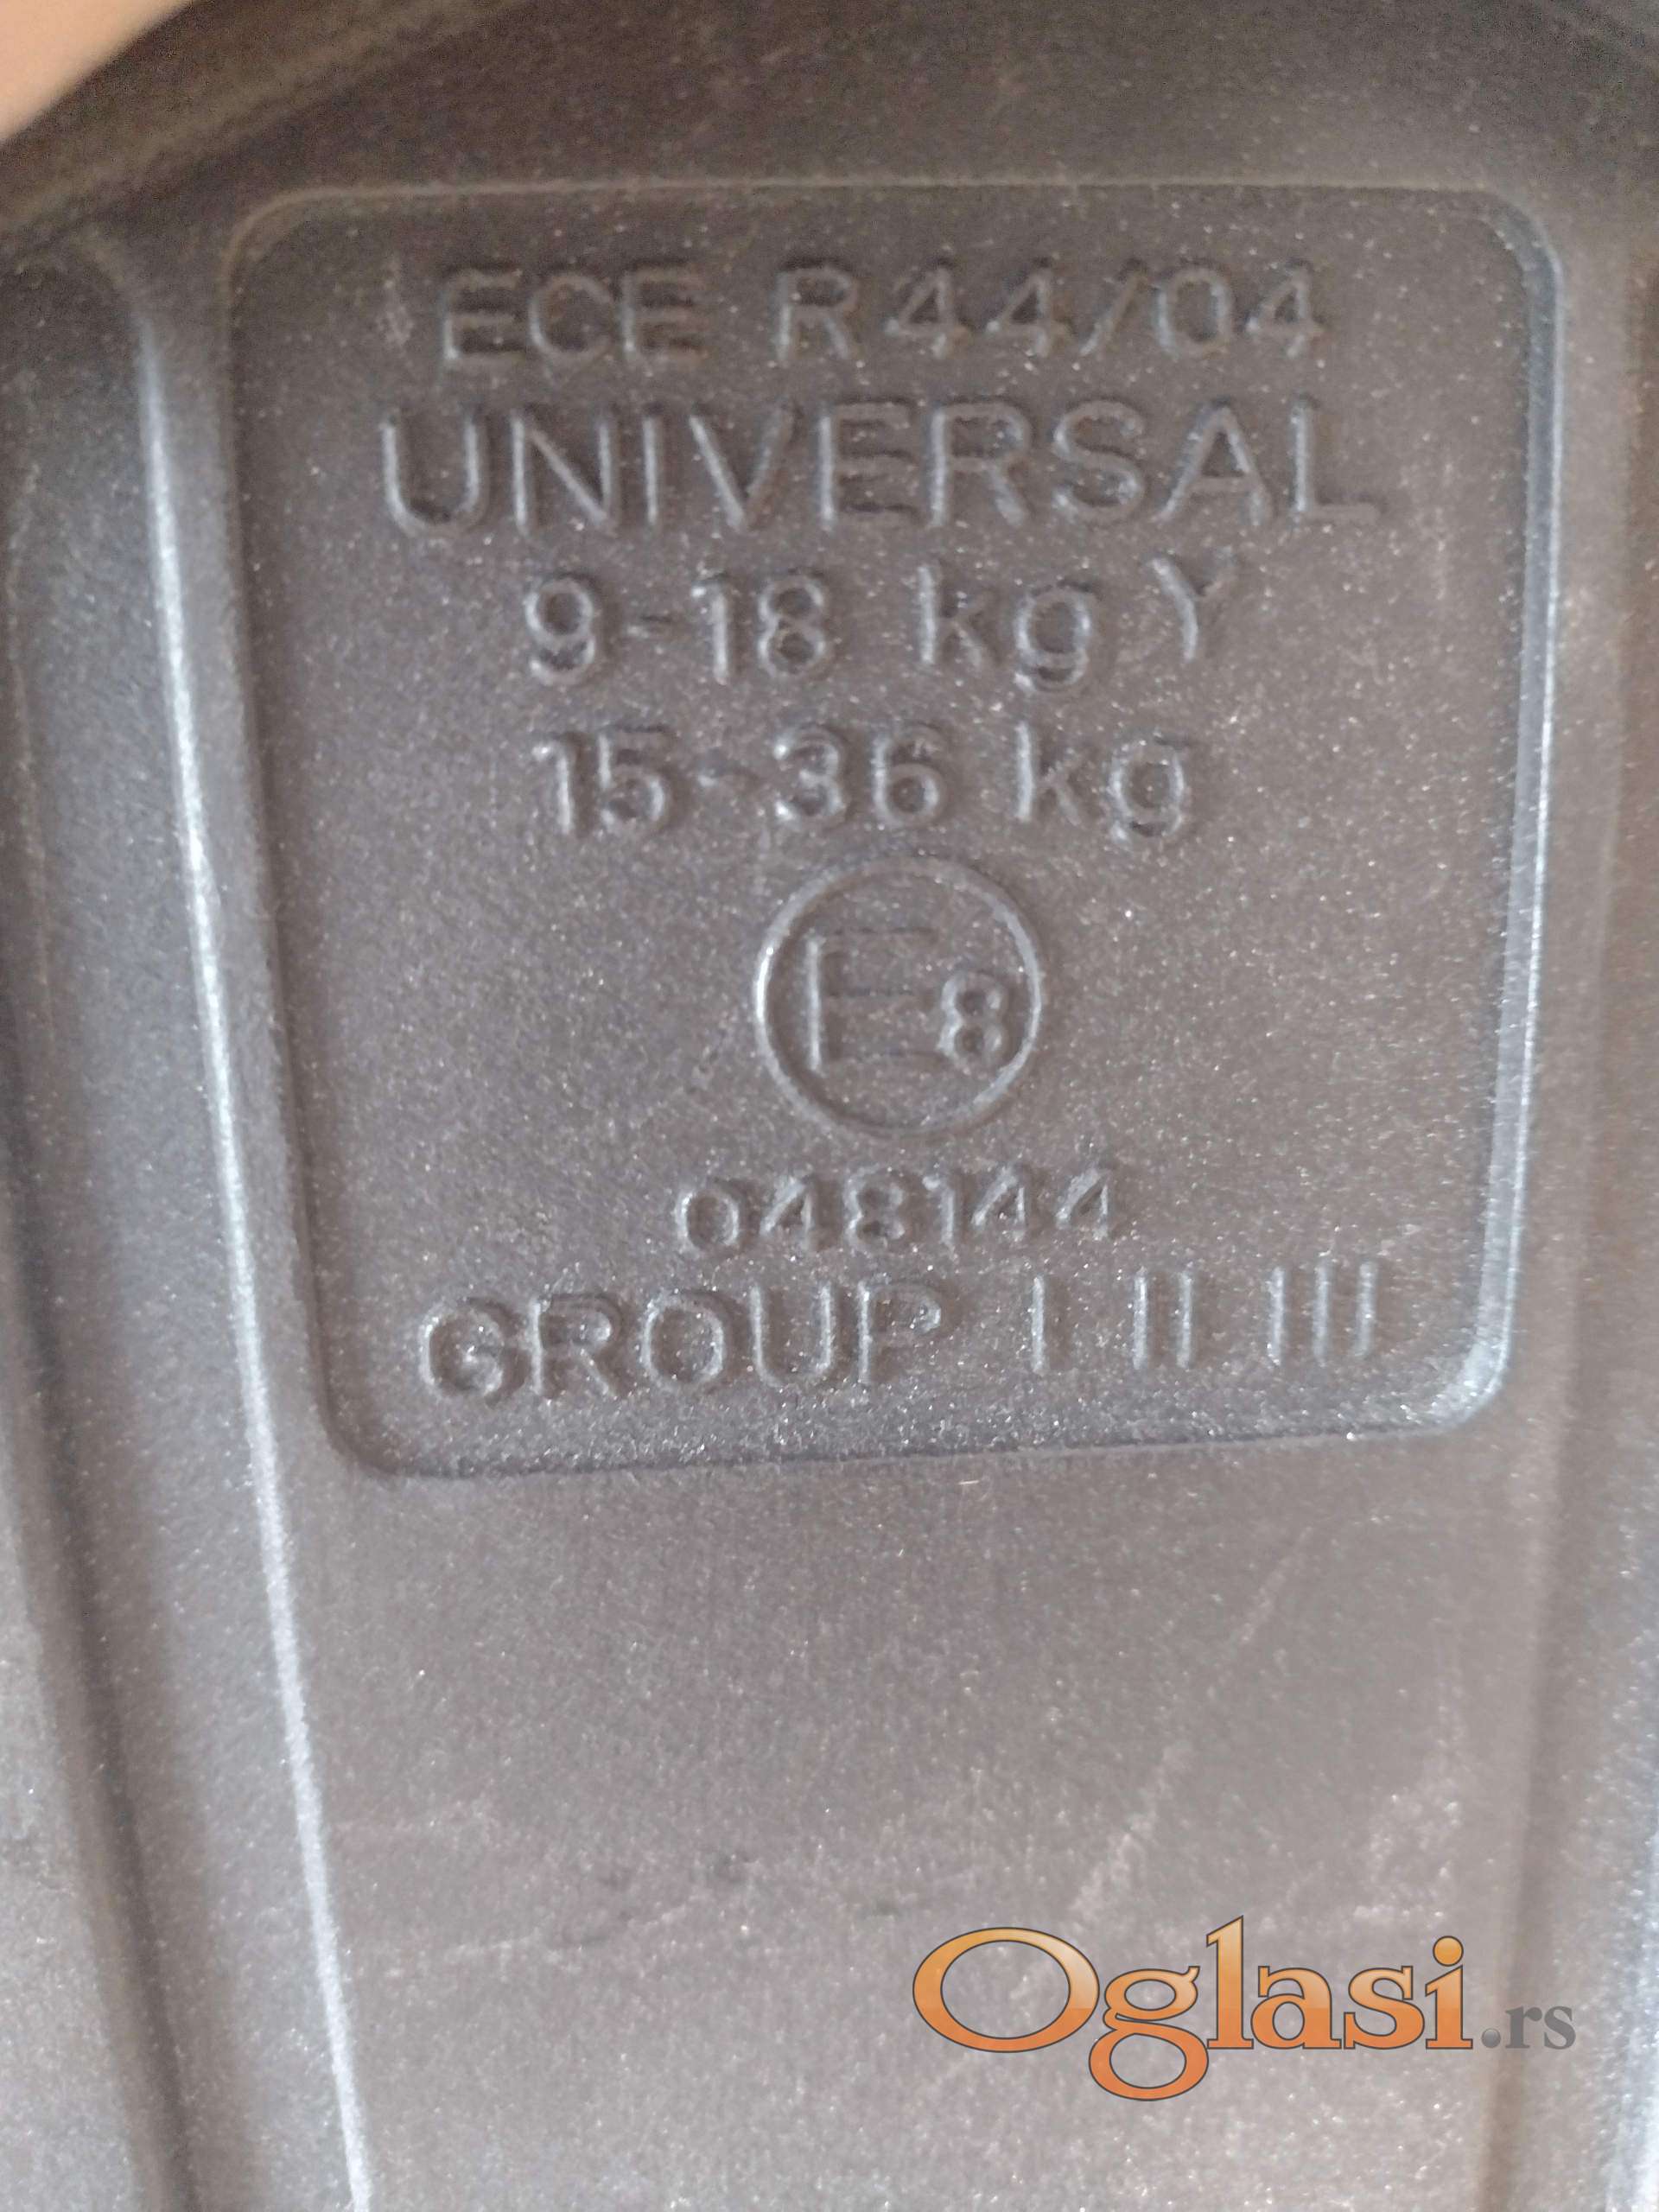 ECE R44/04
UNIVERSAL
9-18 kg Y
15-36 kg
E8
048144
GROUP I II III
Oglasi.rs